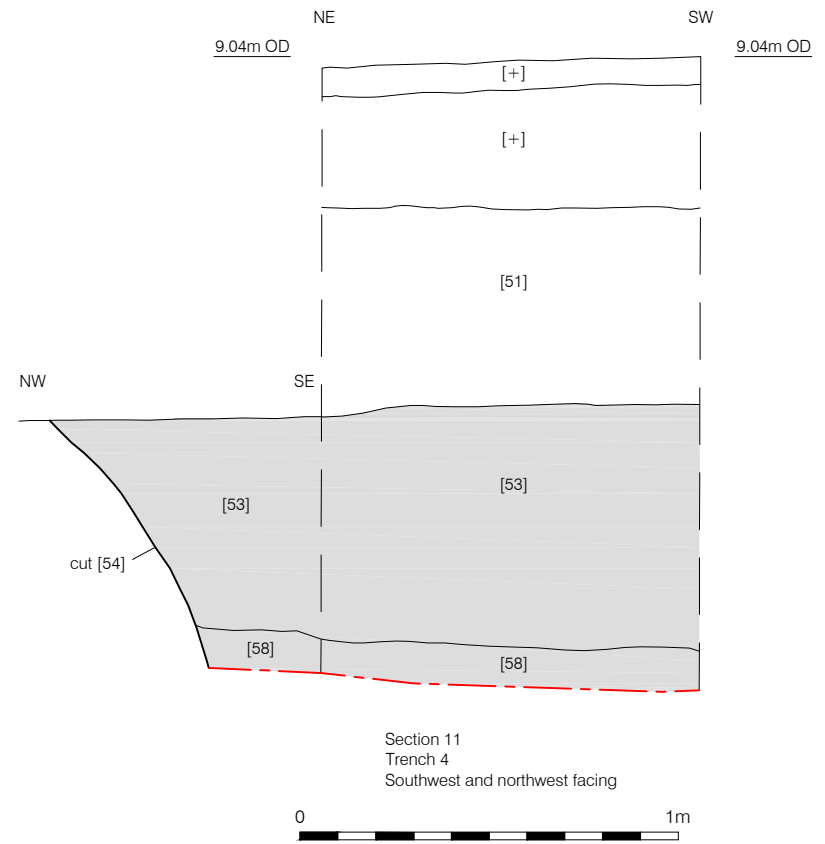 NE
SW
9.04m OD
9.04m OD
[+]
[+]
[51]
NW
SE
[53]
[53]
cut [54]
[58]
[58]
Section 11
Trench 4
Southwest and northwest facing
0
1m